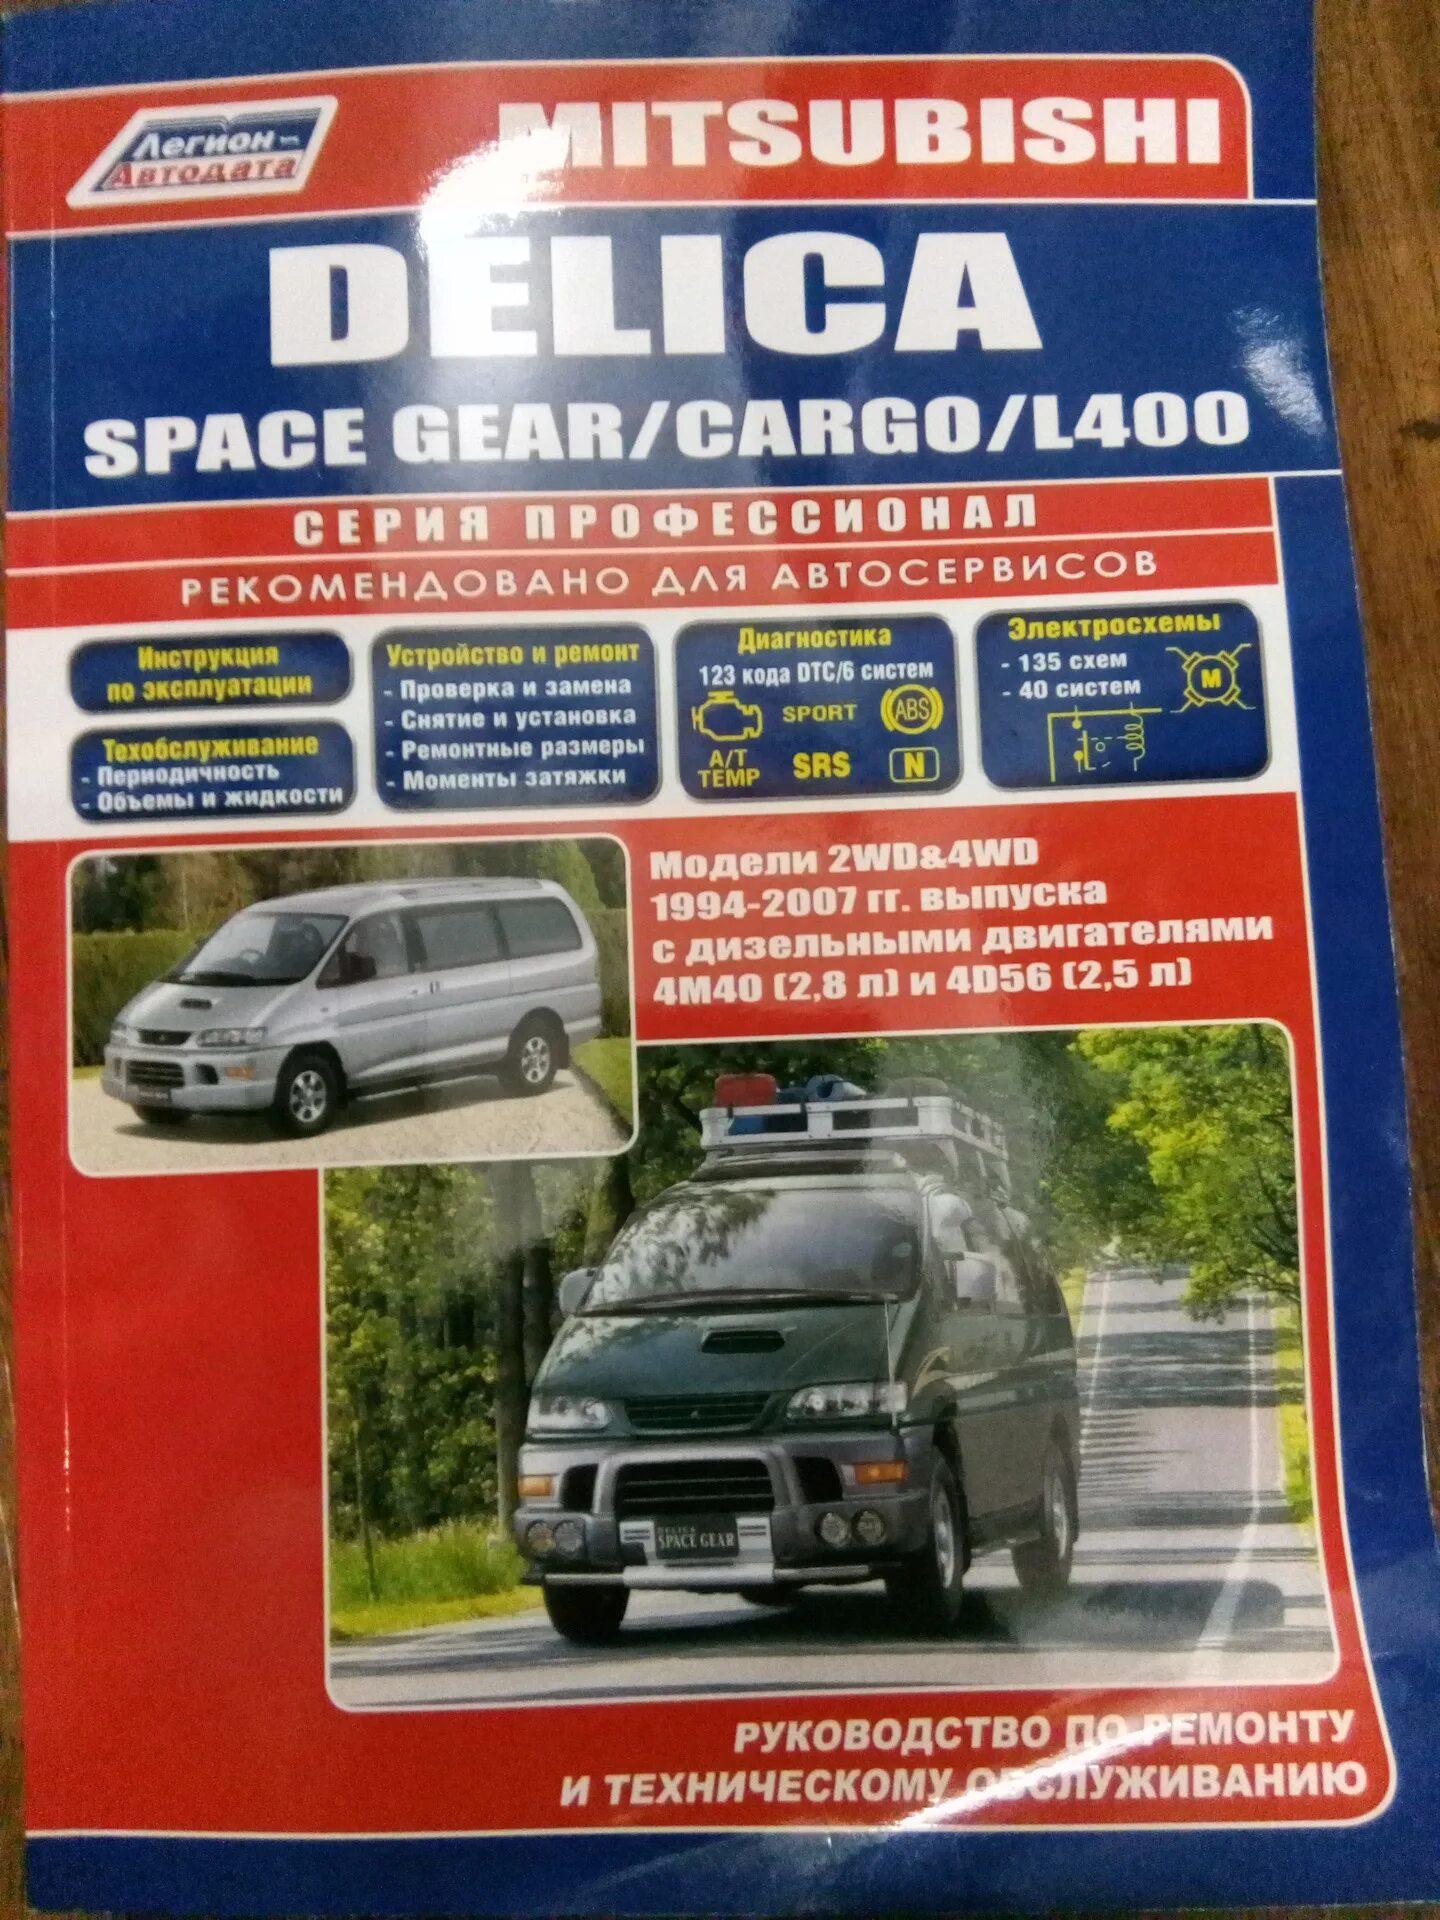 Легион
Автодата
MITSUBISHI
DELICA
SPACE GEAR/CARGO/L400
СЕРИЯ ПРОФЕССИОНАЛ
РЕКОМЕНДОВАНО ДЛЯ АВТОСЕРВИСОВ
Инструкция
по эксплуатации
Техобслуживание
- Периодичность
- Объемы и жидкости
Устройство и ремонт
- Проверка и замена
- Снятие и установка
- Ремонтные размеры
- Моменты затяжки
Диагностика
123 кода DTC/6 систем
SPORT
ABS
A/T
TEMP
SRS
N
Электросхемы
- 135 схем
- 40 систем
M
Модели 2WD&4WD
1994-2007 гг. выпуска
с дизельными двигателями
4M40 (2,8 л) и 4D56 (2,5 л)
DELICA
SPACE GEAR
РУКОВОДСТВО ПО РЕМОНТУ
И ТЕХНИЧЕСКОМУ ОБСЛУЖИВАНИЮ